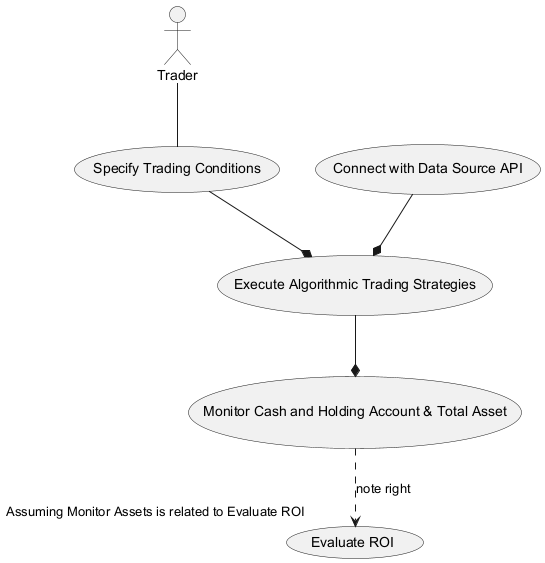 Trader
Specify Trading Conditions
Connect with Data Source API
Execute Algorithmic Trading Strategies
Monitor Cash and Holding Account & Total Asset
note right
Assuming Monitor Assets is related to Evaluate ROI
Evaluate ROI